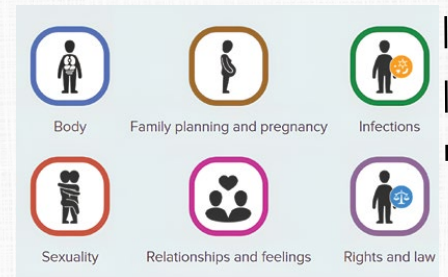 Body
Family planning and pregnancy
Infections
Sexuality
Relationships and feelings
Rights and law